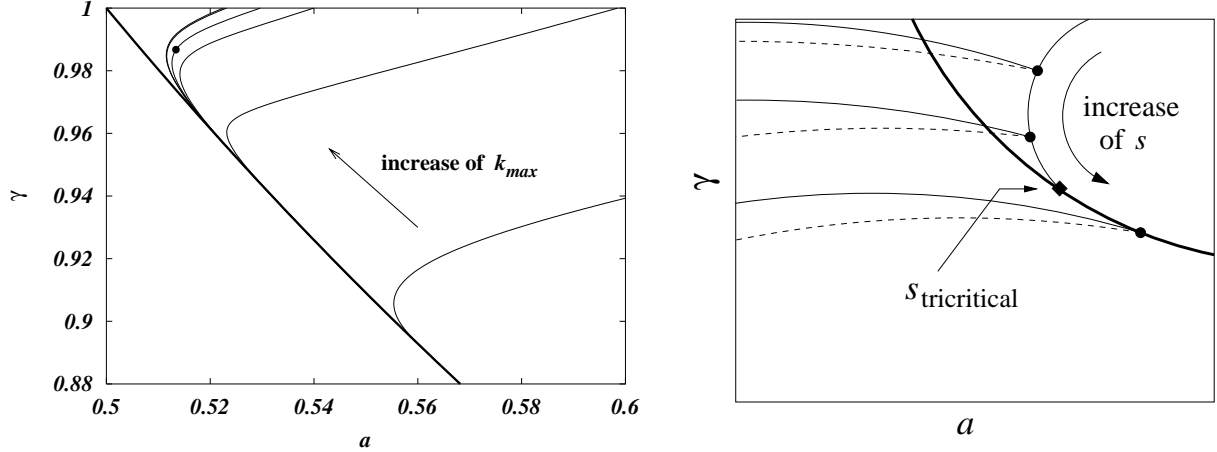 1
0.98
0.96
0.94
0.92
0.9
0.88
γ
increase of k_max
0.5
0.52
0.54
0.56
0.58
0.6
a
γ
increase
of s
s_tricritical
a